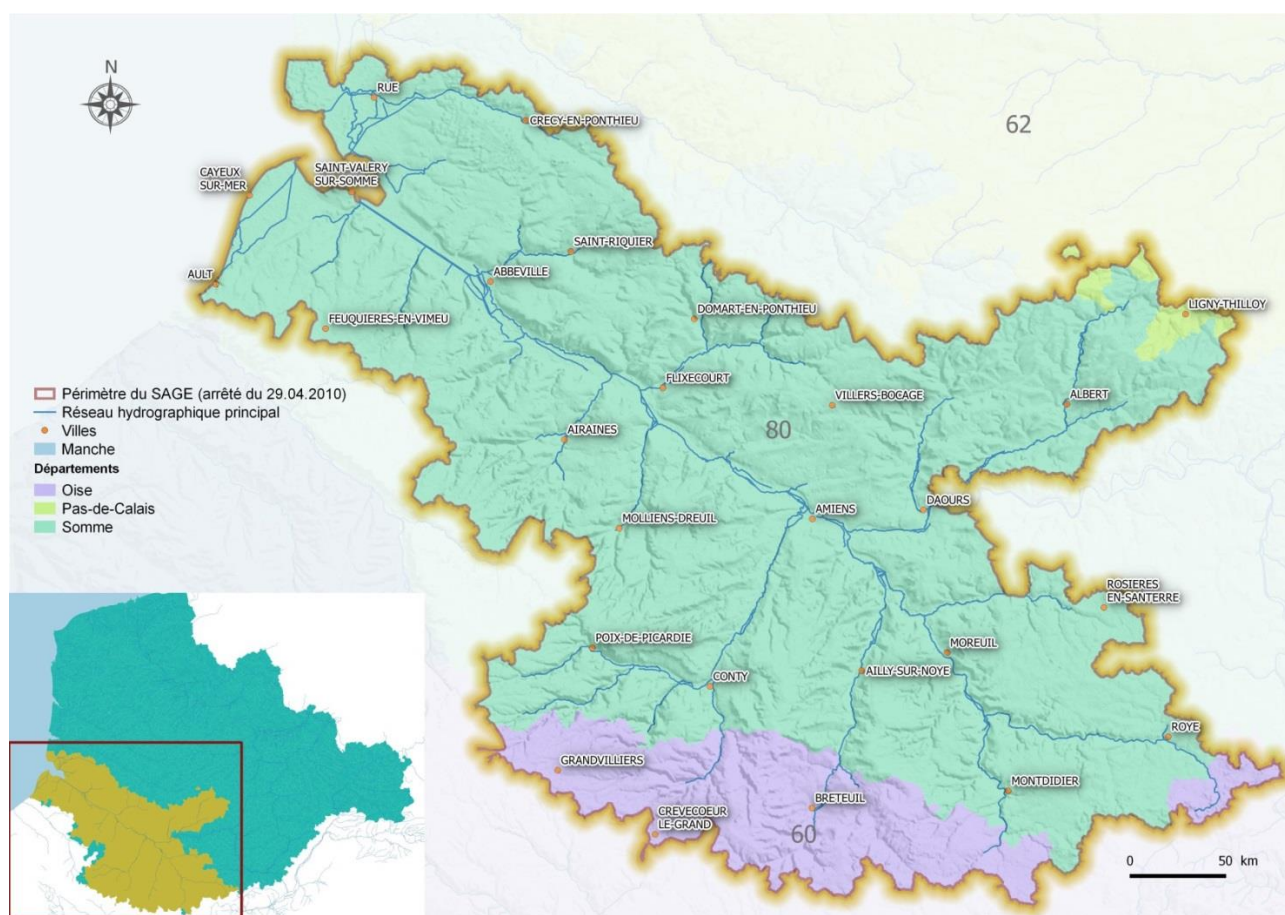 N
RUE
CRECY-EN-PONTHIEU
62
CAYEUX
SUR-MER
SAINT-VALERY
SUR-SOMME
SAINT-RIQUIER
ABBEVILLE
AULT
DOMART-EN-PONTHIEU
LIGNY-THILLOY
FEUQUIERES-EN-VIMEU
FLIXECOURT
VILLERS-BOCAGE
ALBERT
80
AIRAINES
Périmètre du SAGE (arrêté du 29.04.2010)
Réseau hydrographique principal
Villes
Manche
Départements
Oise
Pas-de-Calais
Somme
DAOURS
AMIENS
MOLLIENS-DREUIL
ROSIERES
EN-SANTERRE
POIX-DE-PICARDIE
MOREUIL
CONTY
AILLY-SUR-NOYE
ROYE
GRANDVILLIERS
MONTDIDIER
BRETEUIL
CREVECOEUR
LE-GRAND
60
0 50 km